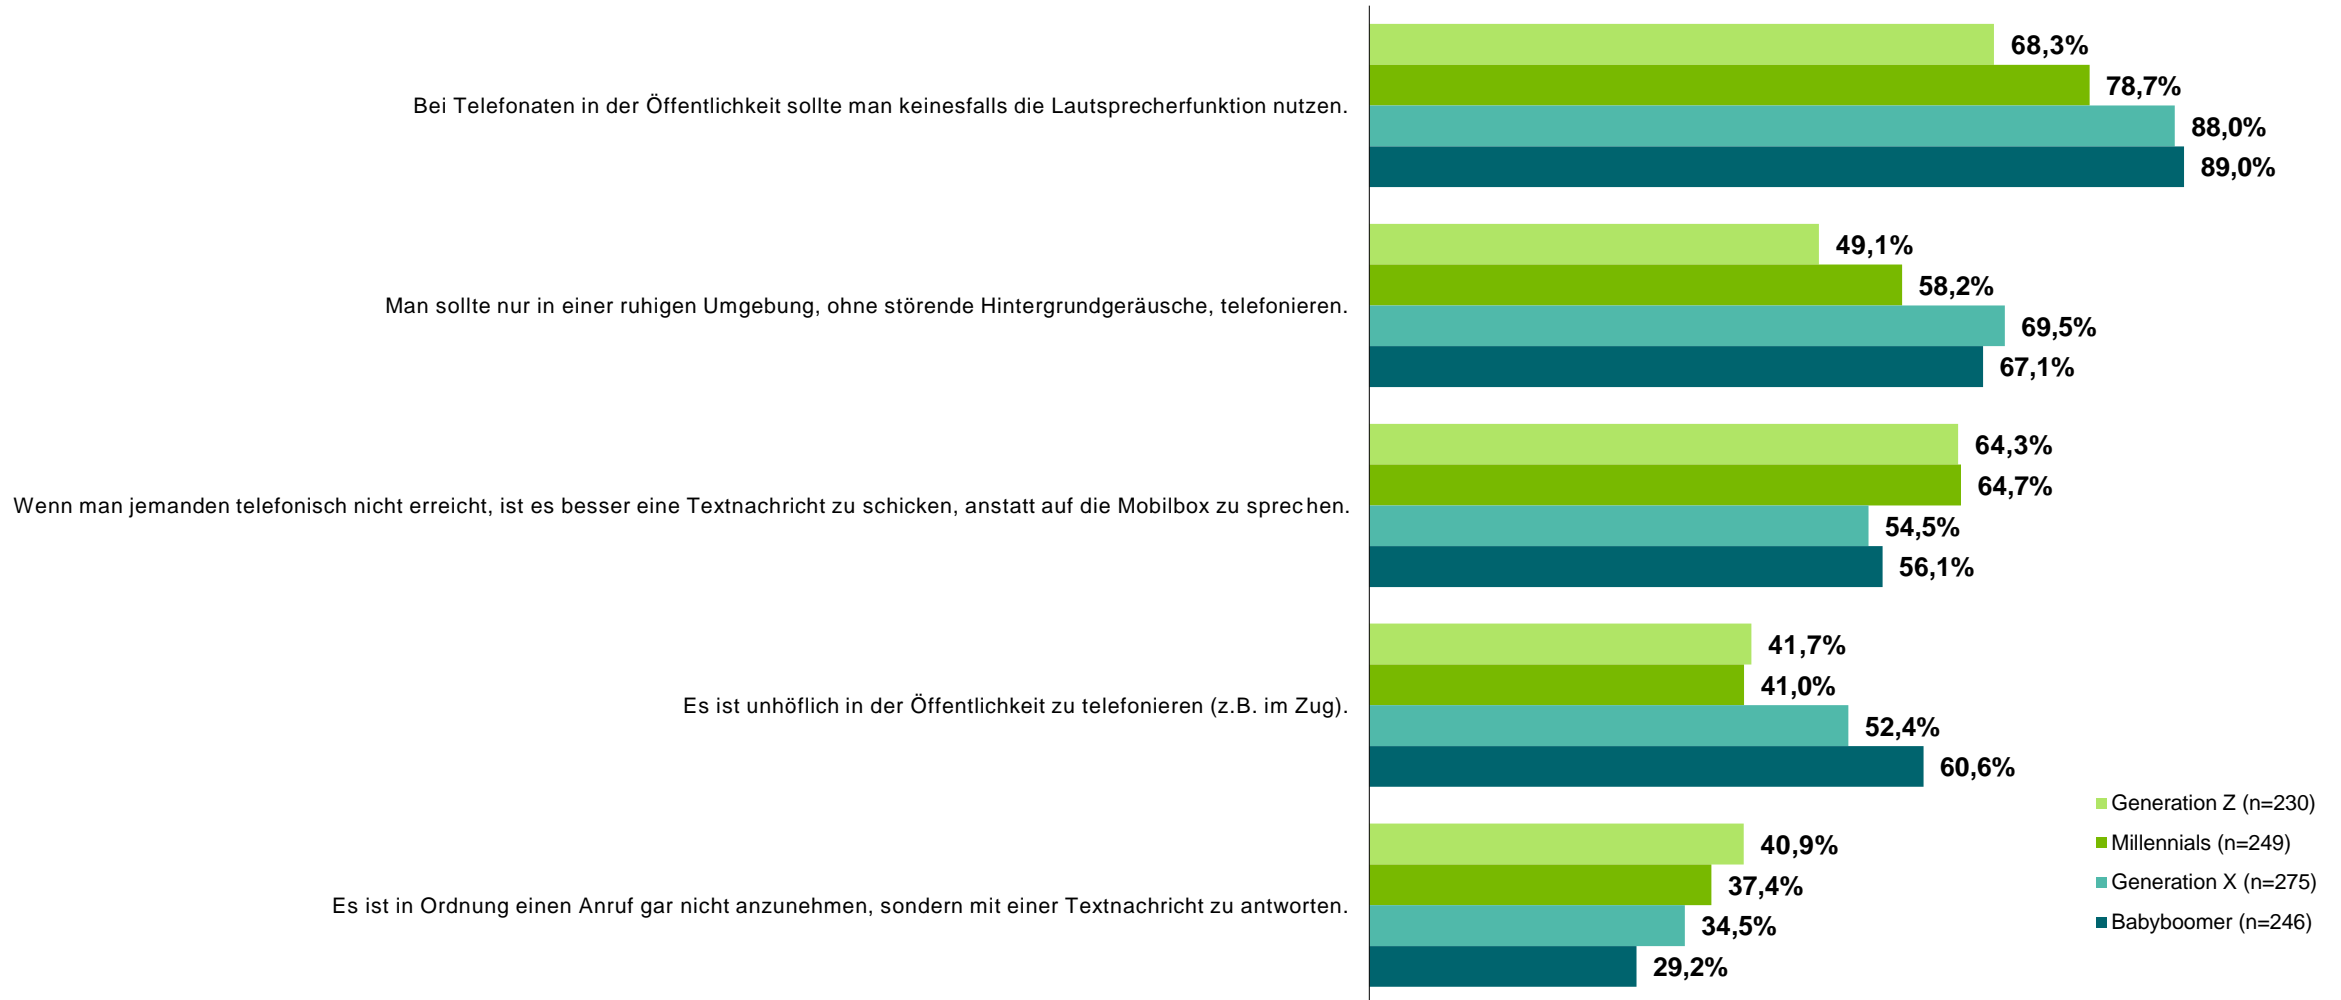 Bei Telefonaten in der Öffentlichkeit sollte man keinesfalls die Lautsprecherfunktion nutzen.
68,3%
78,7%
88,0%
89,0%
Man sollte nur in einer ruhigen Umgebung, ohne störende Hintergrundgeräusche, telefonieren.
49,1%
58,2%
69,5%
67,1%
Wenn man jemanden telefonisch nicht erreicht, ist es besser eine Textnachricht zu schicken, anstatt auf die Mobilbox zu sprechen.
64,3%
64,7%
54,5%
56,1%
Es ist unhöflich in der Öffentlichkeit zu telefonieren (z.B. im Zug).
41,7%
41,0%
52,4%
60,6%
Es ist in Ordnung einen Anruf gar nicht anzunehmen, sondern mit einer Textnachricht zu antworten.
40,9%
37,4%
34,5%
29,2%
Generation Z (n=230)
Millennials (n=249)
Generation X (n=275)
Babyboomer (n=246)